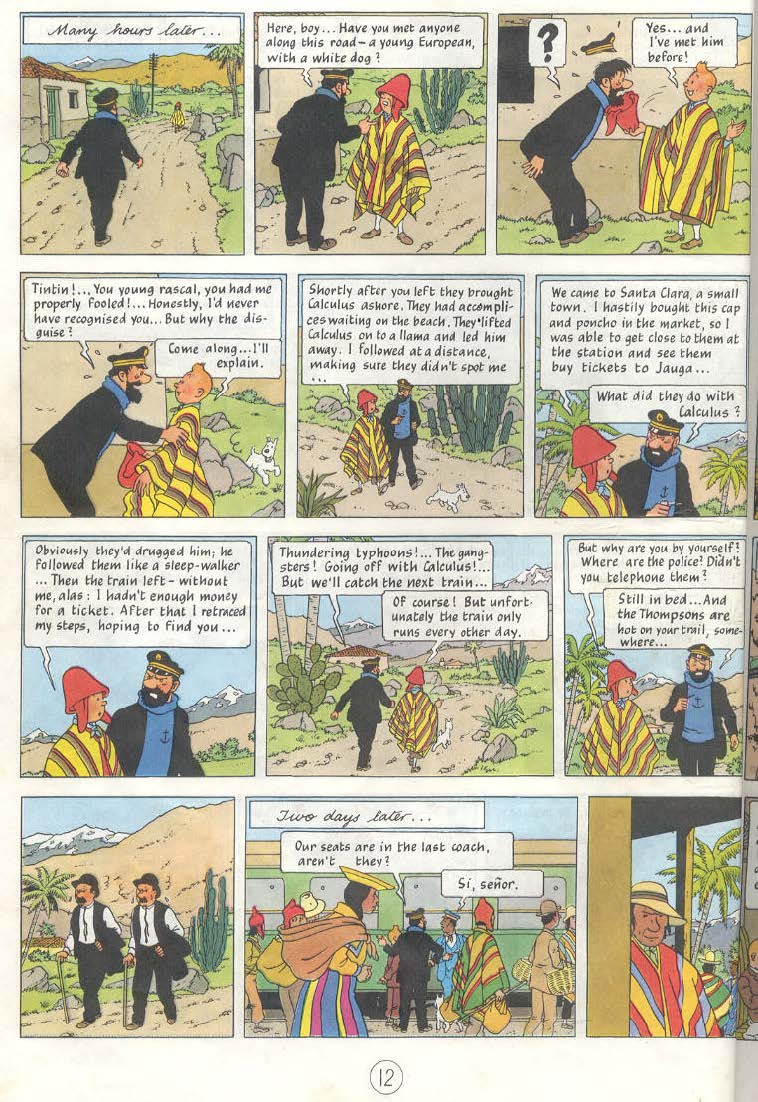 Many hours later...
Here, boy... Have you met anyone
along this road - a young European,
with a white dog?
?
Yes... and
I've met him
before!
Tintin!... You young rascal, you had me
properly fooled!... Honestly, I'd never
have recognised you... But why the dis-
guise?
Come along... I'll
explain.
Shortly after you left they brought
Calculus ashore. They had accompli-
ces waiting on the beach. They lifted
Calculus on to a llama and led him
away. I followed at a distance,
making sure they didn't spot me
...
We came to Santa Clara, a small
town. I hastily bought this cap
and poncho in the market, so I
was able to get close to them at
the station and see them
buy tickets to Jauga...
What did they do with
Calculus?
Obviously they'd drugged him; he
followed them like a sleep-walker
... Then the train left - without
me, alas: I hadn't enough money
for a ticket. After that I retraced
my steps, hoping to find you...
Thundering typhoons!... The gang-
sters! Going off with Calculus!...
But we'll catch the next train...
Of course! But unfort-
unately the train only
runs every other day.
But why are you by yourself?
Where are the police? Didn't
you telephone them?
Still in bed... And
the Thompsons are
hot on your trail, some-
where...
Two days later...
Our seats are in the last coach,
aren't they?
Si, señor.
12